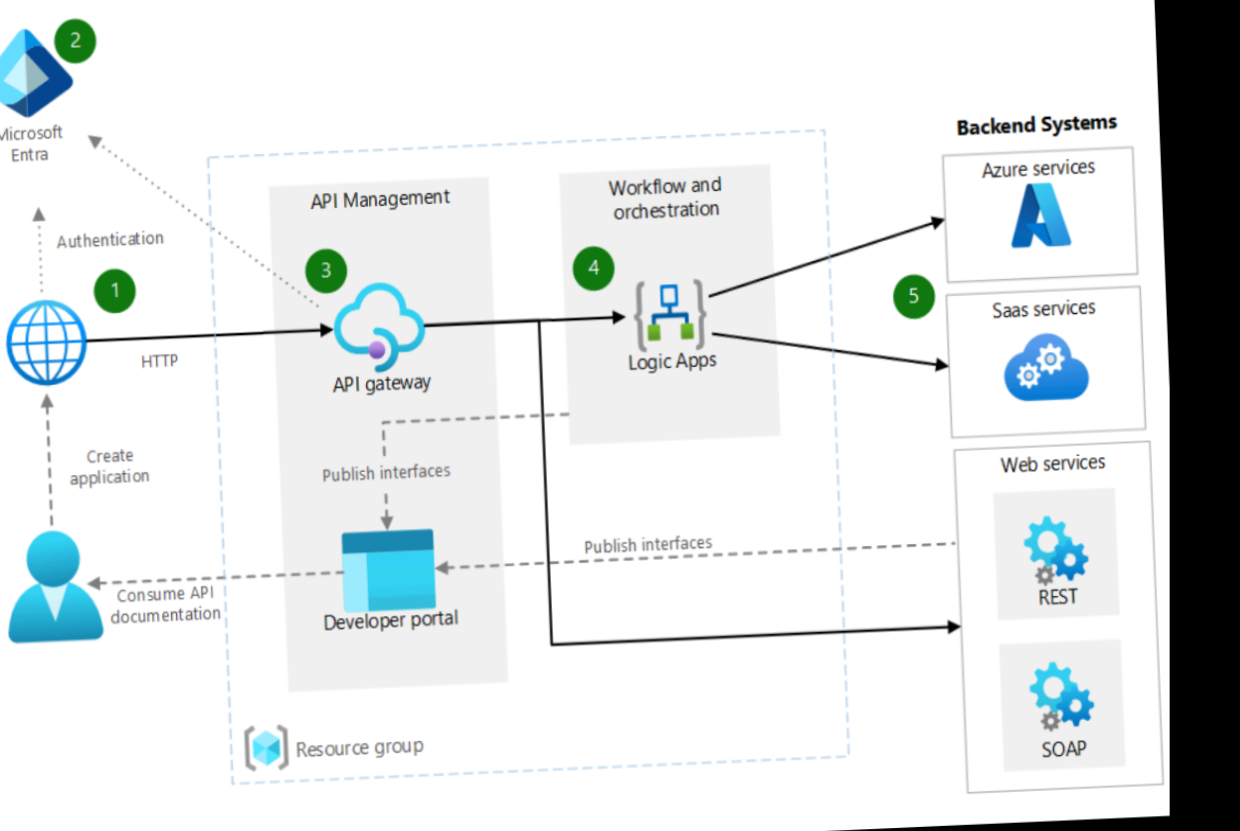 2
Microsoft
Entra
Authentication
1
HTTP
Create
application
Consume API
documentation
API Management
3
API gateway
Publish interfaces
Developer portal
Resource group
Workflow and
orchestration
4
Logic Apps
Publish interfaces
Backend Systems
Azure services
5
Saas services
Web services
REST
SOAP